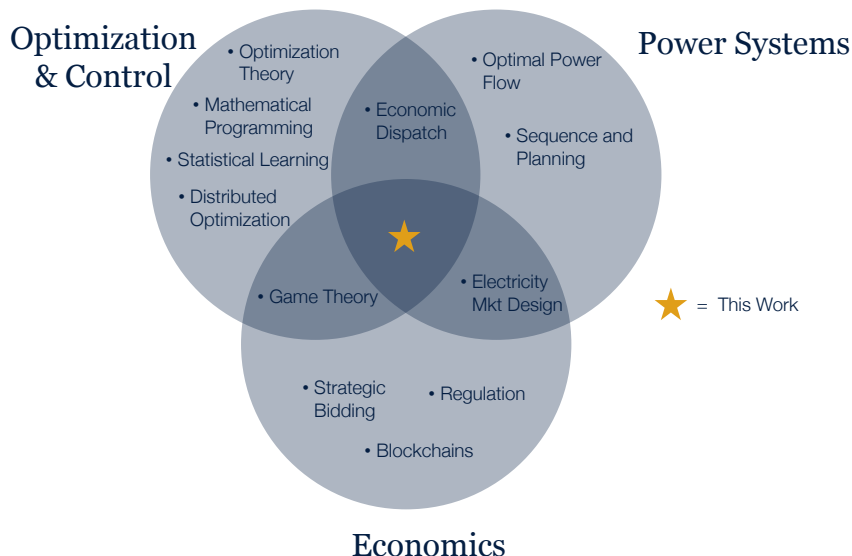 Optimization
& Control
Power Systems
• Optimization
Theory
• Mathematical
Programming
• Statistical Learning
• Distributed
Optimization
• Economic
Dispatch
• Optimal Power
Flow
• Sequence and
Planning
• Game Theory
• Electricity
Mkt Design
= This Work
• Strategic
Bidding
• Regulation
• Blockchains
Economics